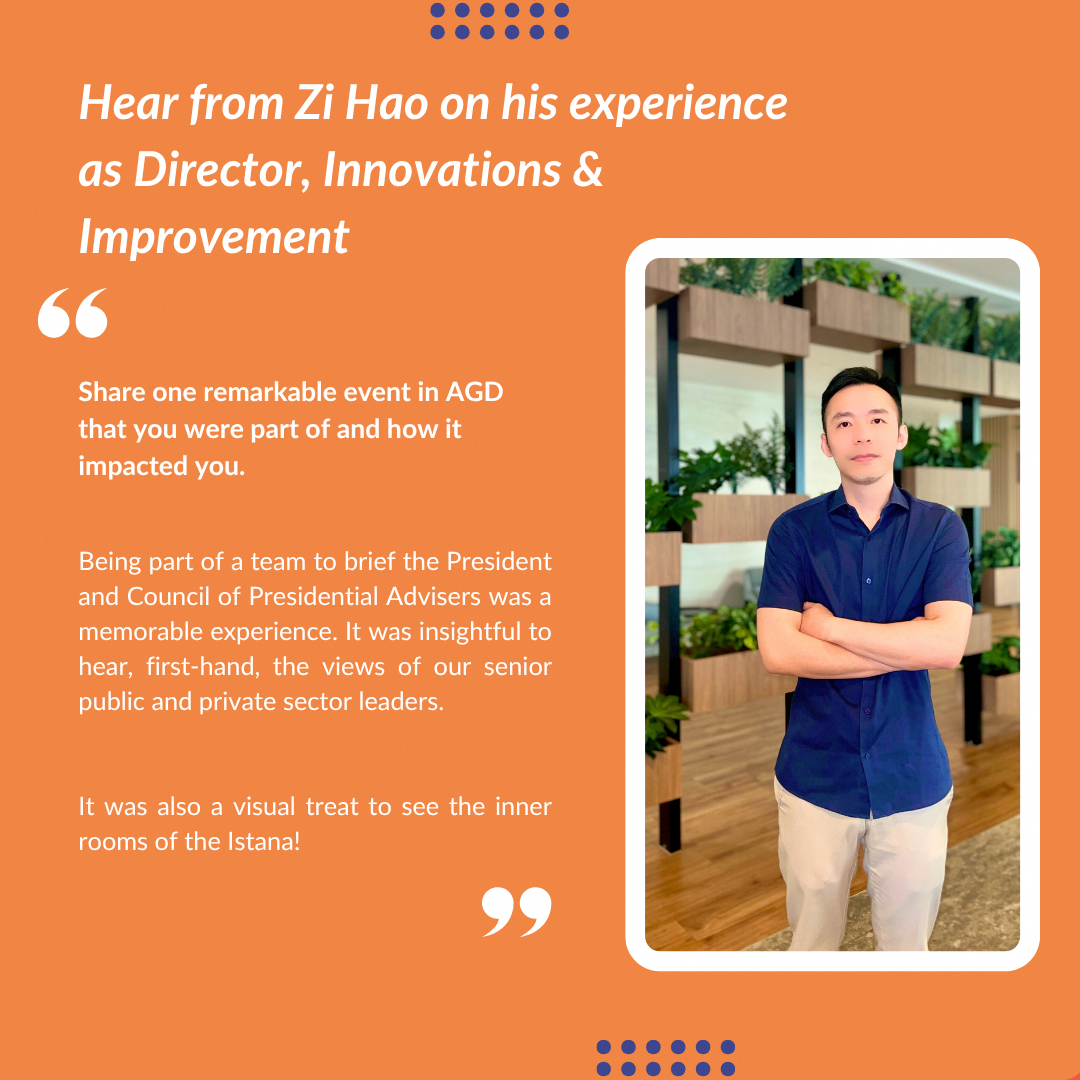 Hear from Zi Hao on his experience
as Director, Innovations &
Improvement
“
Share one remarkable event in AGD
that you were part of and how it
impacted you.
Being part of a team to brief the President
and Council of Presidential Advisers was a
memorable experience. It was insightful to
hear, first-hand, the views of our senior
public and private sector leaders.
It was also a visual treat to see the inner
rooms of the Istana!
”